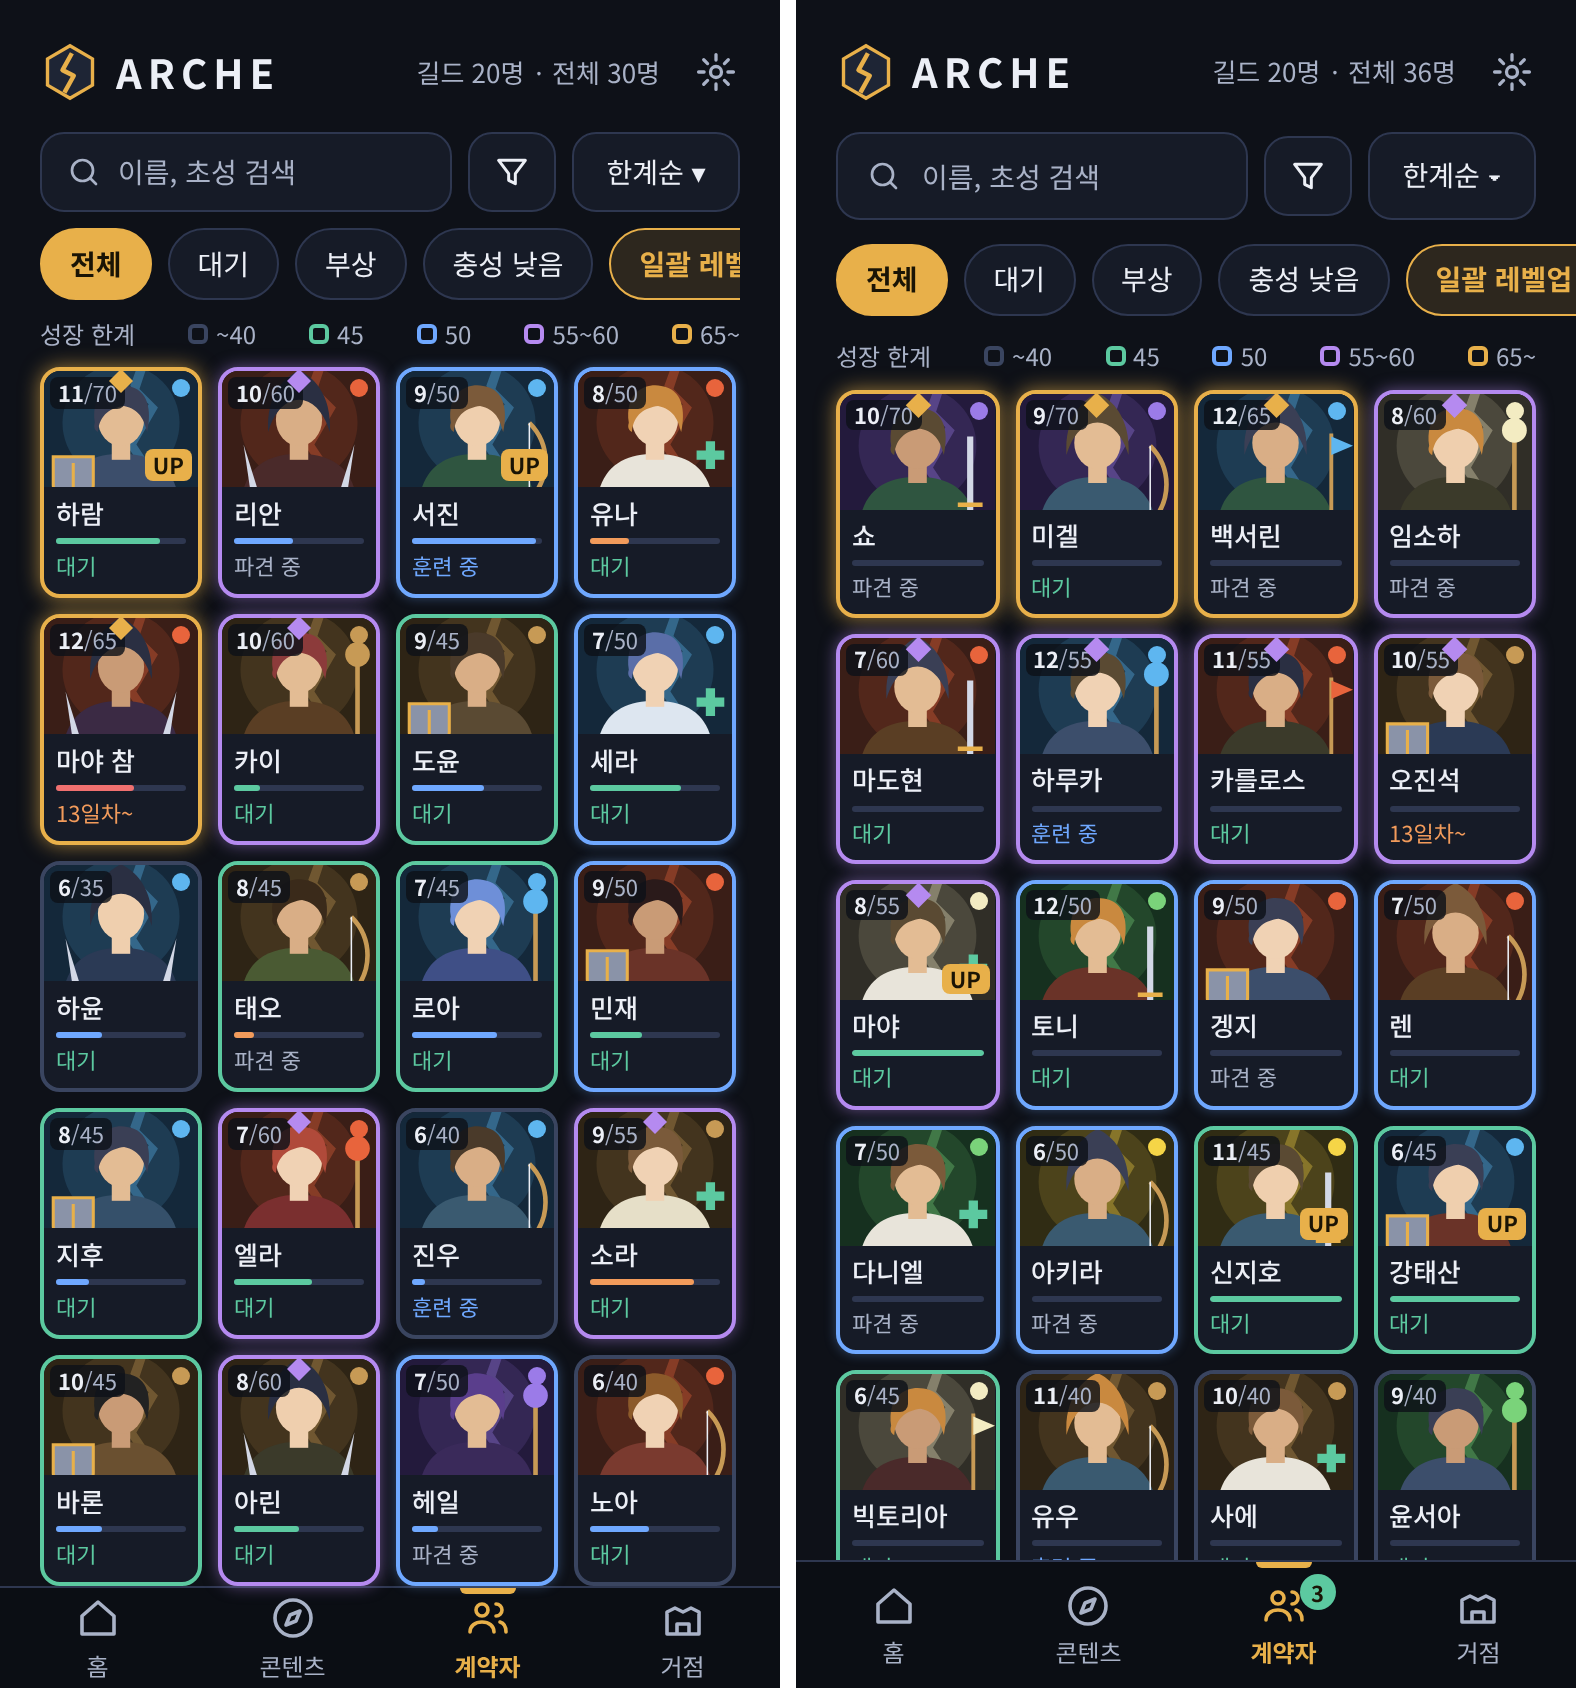 ARCHE 길드 20명 · 전체 30명
이름, 초성 검색 한계순 ▾
전체 대기 부상 충성 낮음 일괄 레벨
성장 한계 ~40 45 50 55~60 65~
11/70 10/60 9/50 8/50
UP UP
하람 리안 서진 유나
대기 파견 중 훈련 중 대기
12/65 10/60 9/45 7/50
마야 참 카이 도윤 세라
13일차~ 대기 대기 대기
6/35 8/45 7/45 9/50
하윤 태오 로아 민재
대기 파견 중 대기 대기
8/45 7/60 6/40 9/55
지후 엘라 진우 소라
대기 대기 훈련 중 대기
10/45 8/60 7/50 6/40
바론 아린 헤일 노아
대기 대기 파견 중 대기
홈 콘텐츠 계약자 거점
ARCHE 길드 20명 · 전체 36명
이름, 초성 검색 한계순 ▾
전체 대기 부상 충성 낮음 일괄 레벨업
성장 한계 ~40 45 50 55~60 65~
10/70 9/70 12/65 8/60
쇼 미겔 백서린 임소하
파견 중 대기 파견 중 파견 중
7/60 12/55 11/55 10/55
마도현 하루카 카를로스 오진석
대기 훈련 중 대기 13일차~
8/55 12/50 9/50 7/50
UP
마야 토니 겡지 렌
대기 대기 파견 중 대기
7/50 6/50 11/45 6/45
UP UP
다니엘 아키라 신지호 강태산
파견 중 파견 중 대기 대기
6/45 11/40 10/40 9/40
빅토리아 유우 사에 윤서아
3
홈 콘텐츠 계약자 거점